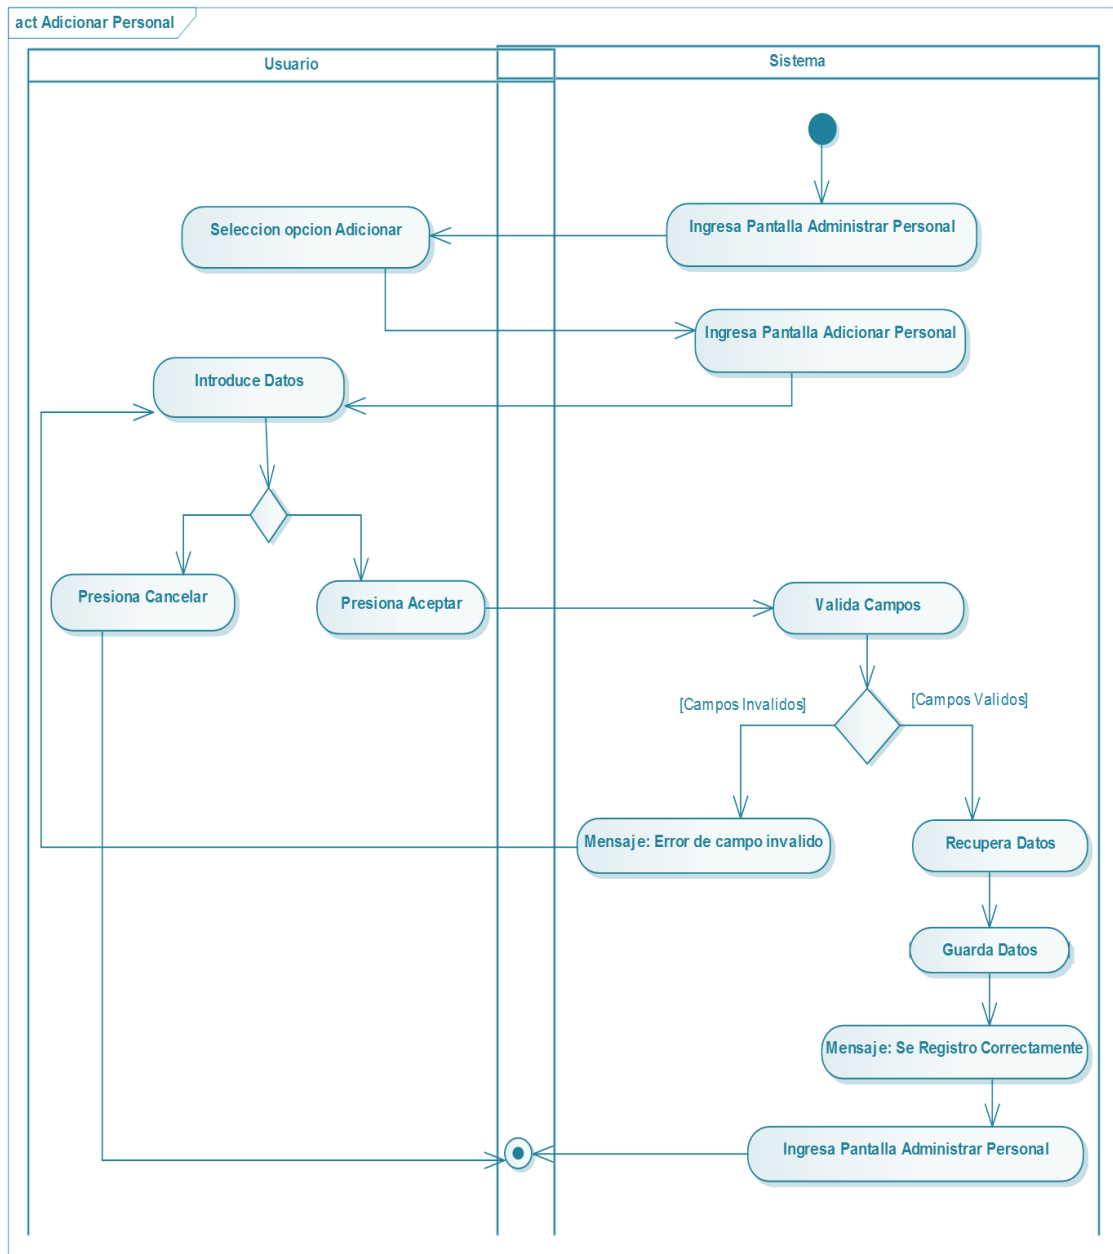 act Adicionar Personal
Usuario
Sistema
Seleccion opcion Adicionar
Ingresa Pantalla Administrar Personal
Ingresa Pantalla Adicionar Personal
Introduce Datos
Presiona Cancelar
Presiona Aceptar
Valida Campos
[Campos Invalidos]
[Campos Validos]
Mensaje: Error de campo invalido
Recupera Datos
Guarda Datos
Mensaje: Se Registro Correctamente
Ingresa Pantalla Administrar Personal